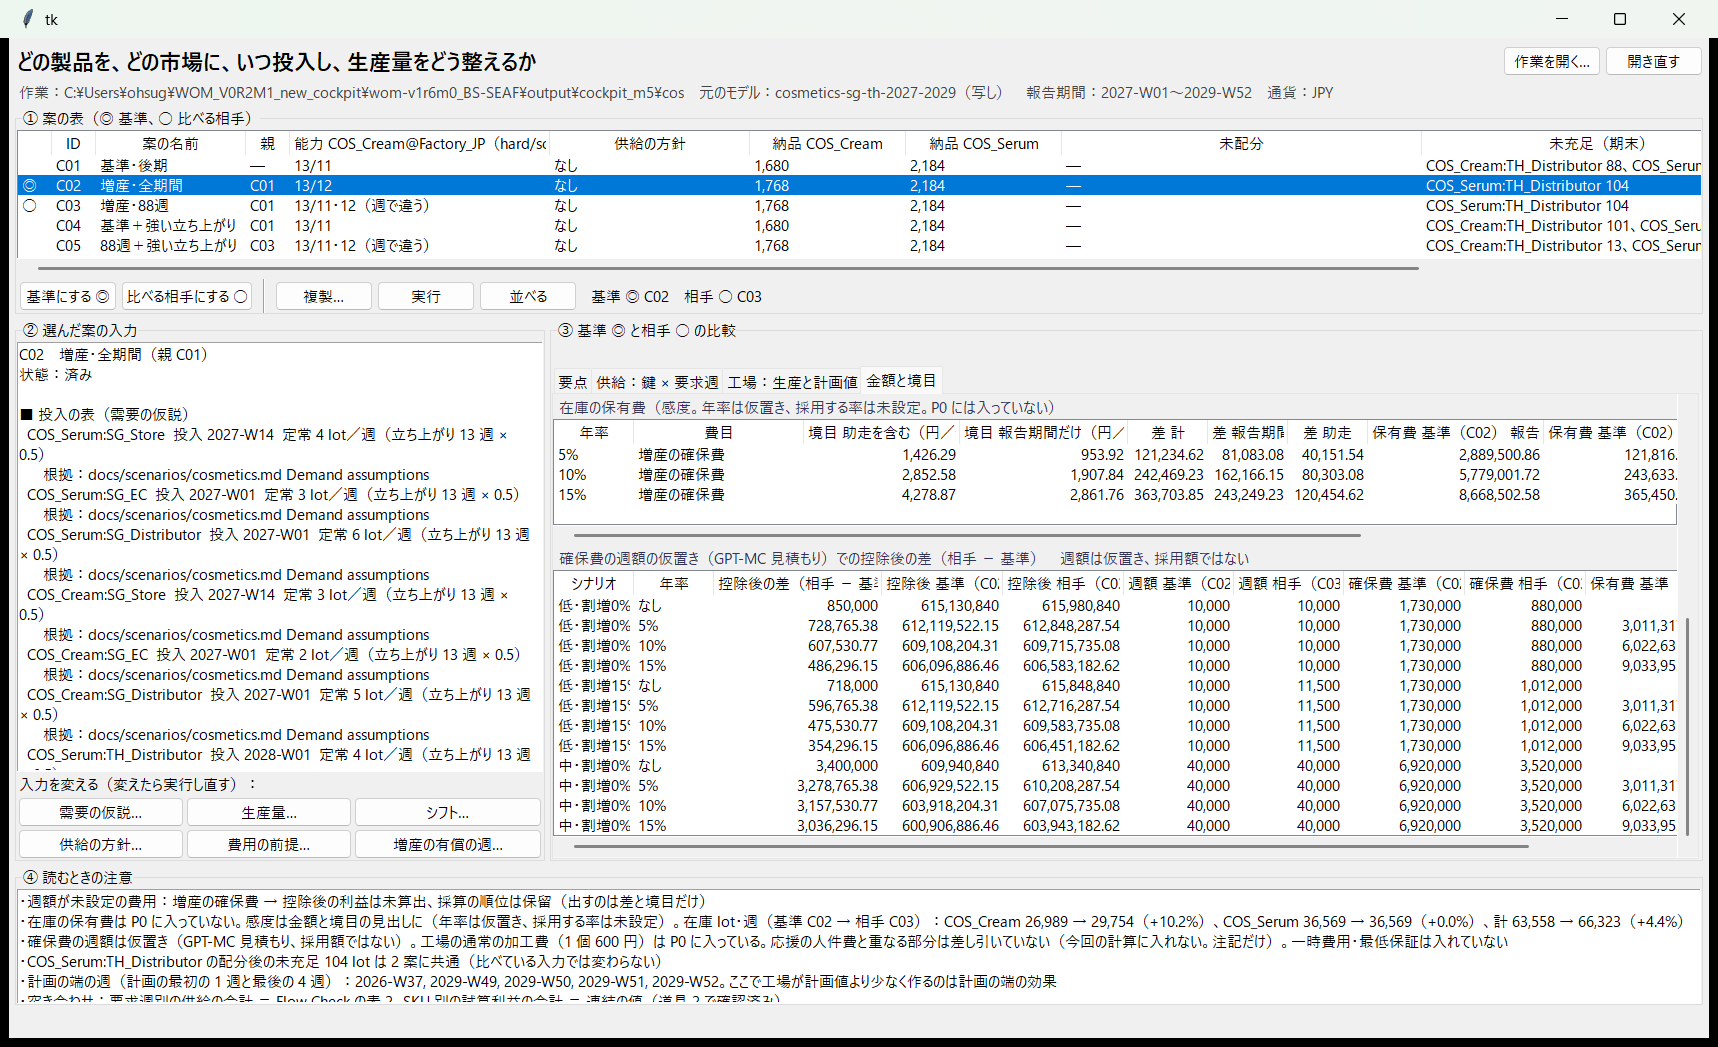 tk
どの製品を、どの市場に、いつ投入し、生産量をどう整えるか
作業を開く...
開き直す
作業：C:¥Users¥ohsug¥WOM_V0R2M1_new_cockpit¥wom-v1r6m0_BS-SEAF¥output¥cockpit_m5¥cos　元のモデル：cosmetics-sg-th-2027-2029（写し）　報告期間：2027-W01～2029-W52　通貨：JPY
① 案の表（◎ 基準、○ 比べる相手）
ID 案の名前 親 能力 COS_Cream@Factory_JP（hard/so 供給の方針 納品 COS_Cream 納品 COS_Serum 未配分 未充足（期末）
C01 基準・後期 — 13/11 なし 1,680 2,184 — COS_Cream:TH_Distributor 88、COS_Serum
◎ C02 増産・全期間 C01 13/12 なし 1,768 2,184 — COS_Serum:TH_Distributor 104
○ C03 増産・88週 C01 13/11・12（週で違う） なし 1,768 2,184 — COS_Serum:TH_Distributor 104
C04 基準＋強い立ち上がり C01 13/11 なし 1,680 2,184 — COS_Cream:TH_Distributor 101、COS_Seru
C05 88週＋強い立ち上がり C03 13/11・12（週で違う） なし 1,768 2,184 — COS_Cream:TH_Distributor 13、COS_Serum
基準にする ◎ 比べる相手にする ○ 複製... 実行 並べる 基準 ◎ C02　相手 ○ C03
② 選んだ案の入力
C02　増産・全期間（親 C01）
状態：済み
■ 投入の表（需要の仮説）
COS_Serum:SG_Store 投入 2027-W14 定常 4 lot／週（立ち上がり 13 週 ×
0.5）
根拠：docs/scenarios/cosmetics.md Demand assumptions
COS_Serum:SG_EC 投入 2027-W01 定常 3 lot／週（立ち上がり 13 週 × 0.5）
根拠：docs/scenarios/cosmetics.md Demand assumptions
COS_Serum:SG_Distributor 投入 2027-W01 定常 6 lot／週（立ち上がり 13 週
× 0.5）
根拠：docs/scenarios/cosmetics.md Demand assumptions
COS_Cream:SG_Store 投入 2027-W14 定常 3 lot／週（立ち上がり 13 週 ×
0.5）
根拠：docs/scenarios/cosmetics.md Demand assumptions
COS_Cream:SG_EC 投入 2027-W01 定常 2 lot／週（立ち上がり 13 週 × 0.5）
根拠：docs/scenarios/cosmetics.md Demand assumptions
COS_Cream:SG_Distributor 投入 2027-W01 定常 5 lot／週（立ち上がり 13 週
× 0.5）
根拠：docs/scenarios/cosmetics.md Demand assumptions
COS_Serum:TH_Distributor 投入 2028-W01 定常 4 lot／週（立ち上がり 13 週
入力を変える（変えたら実行し直す）：
需要の仮説... 生産量... シフト...
供給の方針... 費用の前提... 増産の有償の週...
③ 基準 ◎ と相手 ○ の比較
要点 供給：鍵 × 要求週 工場：生産と計画値 金額と境目
在庫の保有費（感度。年率は仮置き、採用する率は未設定。P0 には入っていない）
年率 費目 境目 助走を含む（円／ 境目 報告期間だけ（円／ 差 計 差 報告期間 差 助走 保有費 基準（C02） 報告 保有費 基準（C02）
5% 増産の確保費 1,426.29 953.92 121,234.62 81,083.08 40,151.54 2,889,500.86 121,816.
10% 増産の確保費 2,852.58 1,907.84 242,469.23 162,166.15 80,303.08 5,779,001.72 243,633.
15% 増産の確保費 4,278.87 2,861.76 363,703.85 243,249.23 120,454.62 8,668,502.58 365,450.
確保費の週額の仮置き（GPT-MC 見積もり）での控除後の差（相手 － 基準）　週額は仮置き、採用額ではない
シナリオ 年率 控除後の差（相手 － 基準 控除後 基準（C02 控除後 相手（C03 週額 基準（C02 週額 相手（C03 確保費 基準（C02 確保費 相手（C03 保有費 基準
低・割増0% なし 850,000 615,130,840 615,980,840 10,000 10,000 1,730,000 880,000
低・割増0% 5% 728,765.38 612,119,522.15 612,848,287.54 10,000 10,000 1,730,000 880,000 3,011,31
低・割増0% 10% 607,530.77 609,108,204.31 609,715,735.08 10,000 10,000 1,730,000 880,000 6,022,63
低・割増0% 15% 486,296.15 606,096,886.46 606,583,182.62 10,000 10,000 1,730,000 880,000 9,033,95
低・割増15% なし 718,000 615,130,840 615,848,840 10,000 11,500 1,730,000 1,012,000
低・割増15% 5% 596,765.38 612,119,522.15 612,716,287.54 10,000 11,500 1,730,000 1,012,000 3,011,31
低・割増15% 10% 475,530.77 609,108,204.31 609,583,735.08 10,000 11,500 1,730,000 1,012,000 6,022,63
低・割増15% 15% 354,296.15 606,096,886.46 606,451,182.62 10,000 11,500 1,730,000 1,012,000 9,033,95
中・割増0% なし 3,400,000 609,940,840 613,340,840 40,000 40,000 6,920,000 3,520,000
中・割増0% 5% 3,278,765.38 606,929,522.15 610,208,287.54 40,000 40,000 6,920,000 3,520,000 3,011,31
中・割増0% 10% 3,157,530.77 603,918,204.31 607,075,735.08 40,000 40,000 6,920,000 3,520,000 6,022,63
中・割増0% 15% 3,036,296.15 600,906,886.46 603,943,182.62 40,000 40,000 6,920,000 3,520,000 9,033,95
④ 読むときの注意
・週額が未設定の費用：増産の確保費 → 控除後の利益は未算出、採算の順位は保留（出すのは差と境目だけ）
・在庫の保有費は P0 に入っていない。感度は金額と境目の見出しに（年率は仮置き、採用する率は未設定）。在庫 lot・週（基準 C02 → 相手 C03）：COS_Cream 26,989 → 29,754（+10.2%）、COS_Serum 36,569 → 36,569（+0.0%）、計 63,558 → 66,323（+4.4%）
・確保費の週額は仮置き（GPT-MC 見積もり、採用額ではない）。工場の通常の加工費（1 個 600 円）は P0 に入っている。応援の人件費と重なる部分は差し引いていない（今回の計算に入れない。注記だけ）。一時費用・最低保証は入れていない
・COS_Serum:TH_Distributor の配分後の未充足 104 lot は 2 案に共通（比べている入力では変わらない）
・計画の端の週（計画の最初の 1 週と最後の 4 週）：2026-W37, 2029-W49, 2029-W50, 2029-W51, 2029-W52。ここで工場が計画値より少なく作るのは計画の端の効果
・突き合わせ：要求週別の供給の合計 ＝ Flow Check の表 2、SKU 別の試算利益の合計 ＝ 連結の値（道具 2 で確認済み）